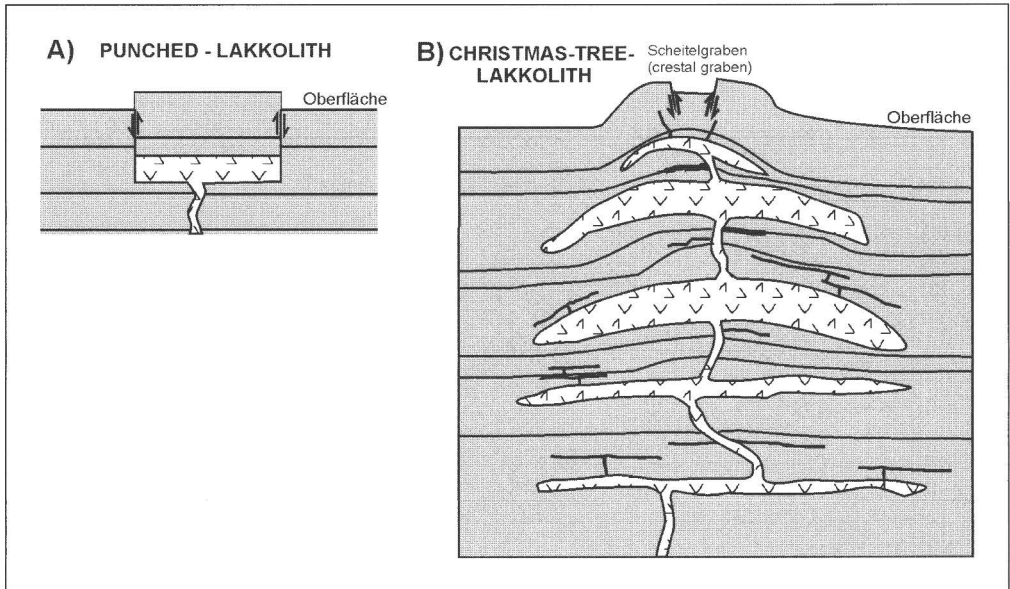 A) PUNCHED - LAKKOLITH
Oberfläche
B) CHRISTMAS-TREE-
LAKKOLITH
Scheitelgraben
(crestal graben)
Oberfläche